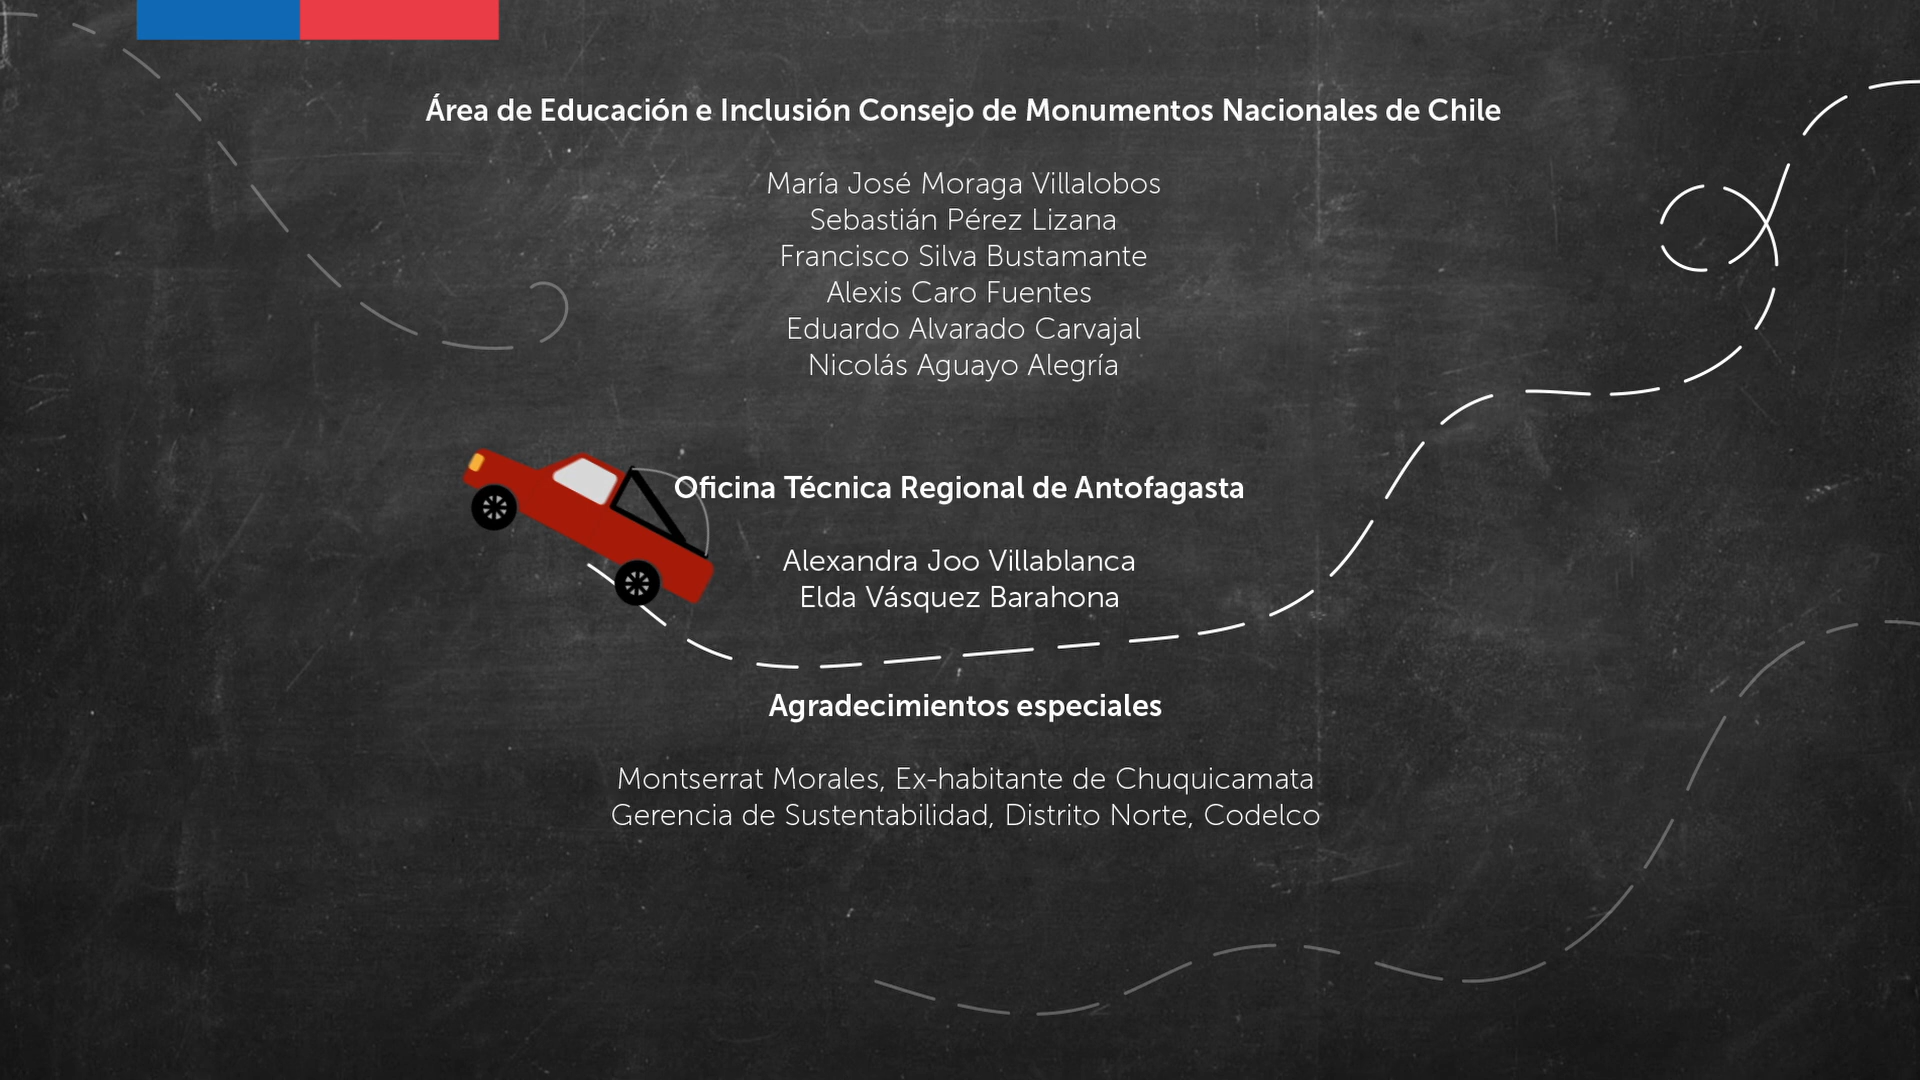 Área de Educación e Inclusión Consejo de Monumentos Nacionales de Chile
María José Moraga Villalobos
Sebastián Pérez Lizana
Francisco Silva Bustamante
Alexis Caro Fuentes
Eduardo Alvarado Carvajal
Nicolás Aguayo Alegría
Oficina Técnica Regional de Antofagasta
Alexandra Joo Villablanca
Elda Vásquez Barahona
Agradecimientos especiales
Montserrat Morales, Ex-habitante de Chuquicamata
Gerencia de Sustentabilidad, Distrito Norte, Codelco